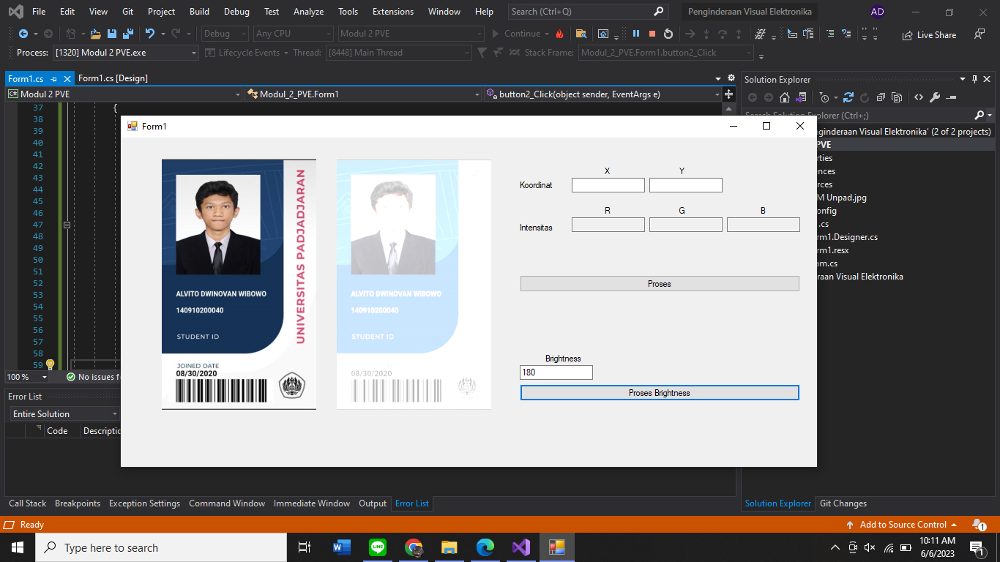 File Edit View Git Project Build Debug Test Analyze Tools Extensions Window Help Search (Ctrl+Q) Penginderaan Visual Elektronika AD
Debug Any CPU Modul 2 PVE Continue Live Share
Process: [1320] Modul 2 PVE.exe Lifecycle Events Thread: [8448] Main Thread Stack Frame: Modul_2_PVE.Form1.button2_Click
Form1.cs Form1.cs [Design]
C# Modul 2 PVE Modul_2_PVE.Form1 button2_Click(object sender, EventArgs e)
37 {
38
39
40
41
42
43
44
45
46
47
48
49
50
51
52
53
54
55
56
57
58
59
100 % No issues f
Error List
Entire Solution
Code Descriptio
Form1
UNIVERSITAS PADJADJARAN
ALVITO DWINOVAN WIBOWO
140910200040
STUDENT ID
JOINED DATE
08/30/2020
ALVITO DWINOVAN WIBOWO
140910200040
STUDENT ID
08/30/2020
X Y
Koordinat
R G B
Intensitas
Proses
Brightness
180
Proses Brightness
Solution Explorer
Search Solution Explorer (Ctrl+;)
ginderaan Visual Elektronika' (2 of 2 projects)
PVE
rties
ences
rces
M Unpad.jpg
onfig
.cs
rm1.Designer.cs
rm1.resx
am.cs
raan Visual Elektronika
Call Stack Breakpoints Exception Settings Command Window Immediate Window Output Error List
Solution Explorer Git Changes
Ready Add to Source Control 1
Type here to search
10:11 AM
6/6/2023
1